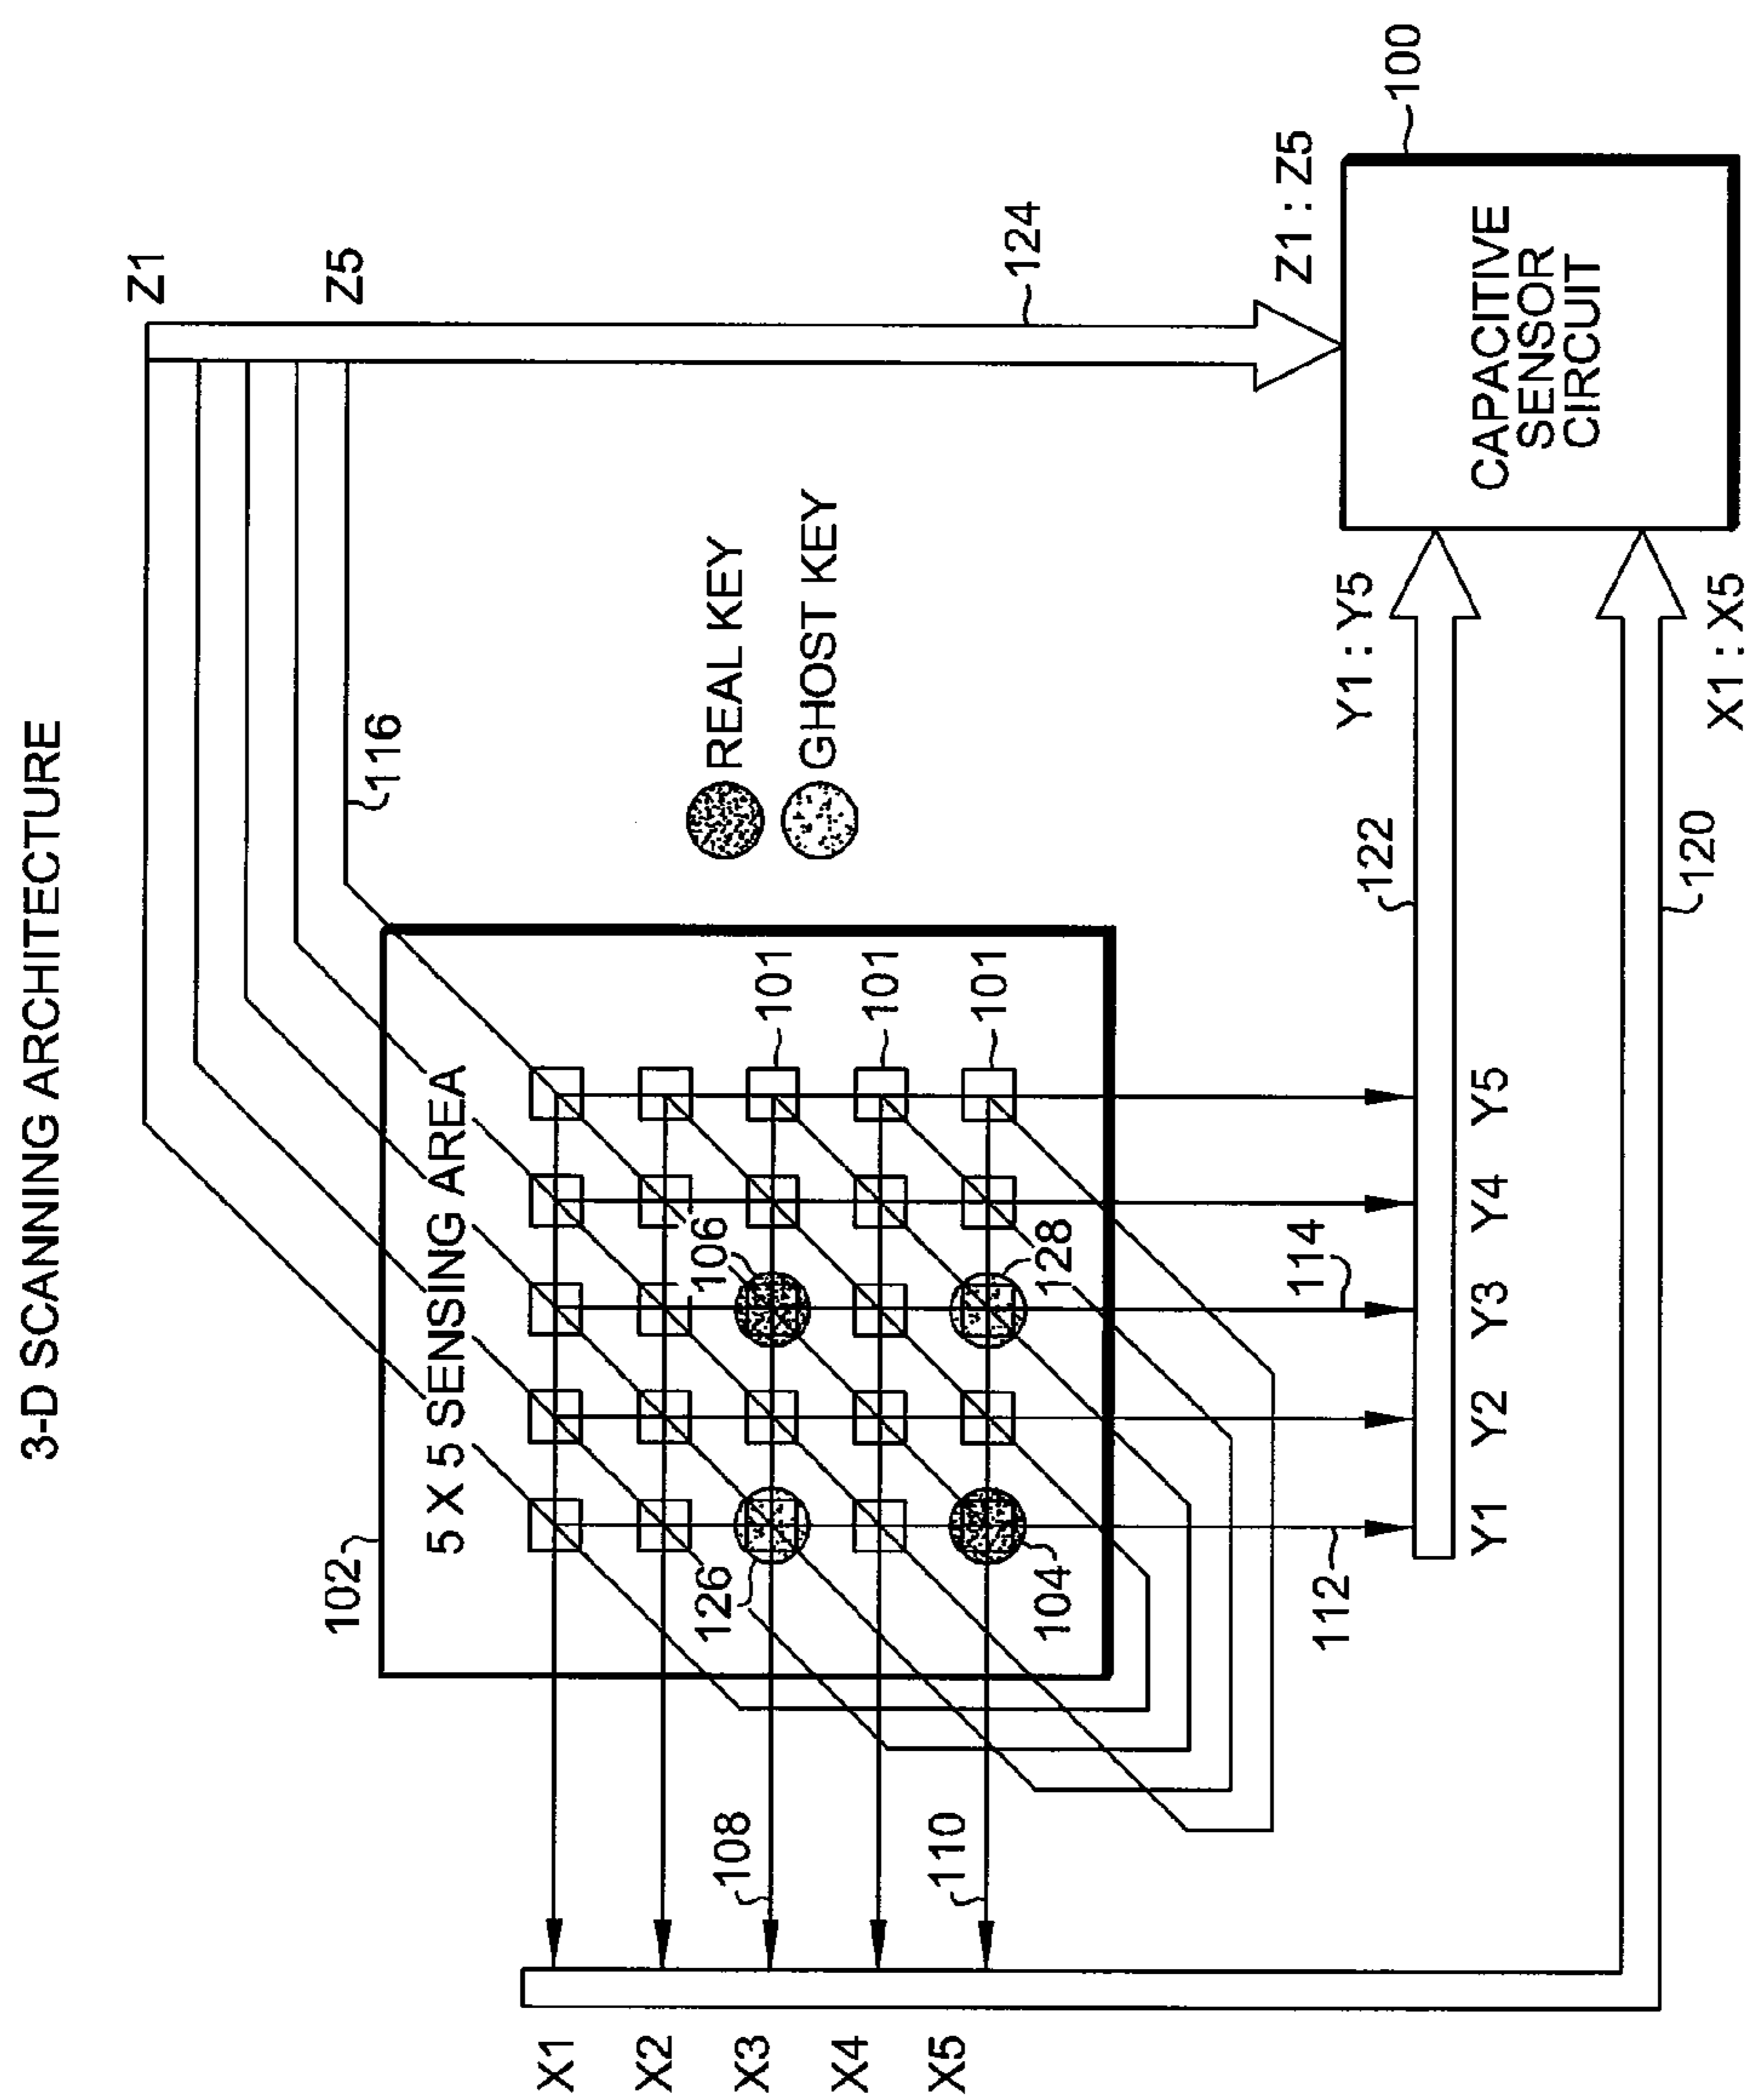 3-D SCANNING ARCHITECTURE
Z1
Z5
116
124
Z1 : Z5
100
CAPACITIVE
SENSOR
CIRCUIT
REAL KEY
GHOST KEY
102
5 X 5 SENSING AREA
101
101
101
106
128
126
104
108
110
112
114
X1
X2
X3
X4
X5
Y1
Y2
Y3
Y4
Y5
122
Y1 : Y5
120
X1 : X5